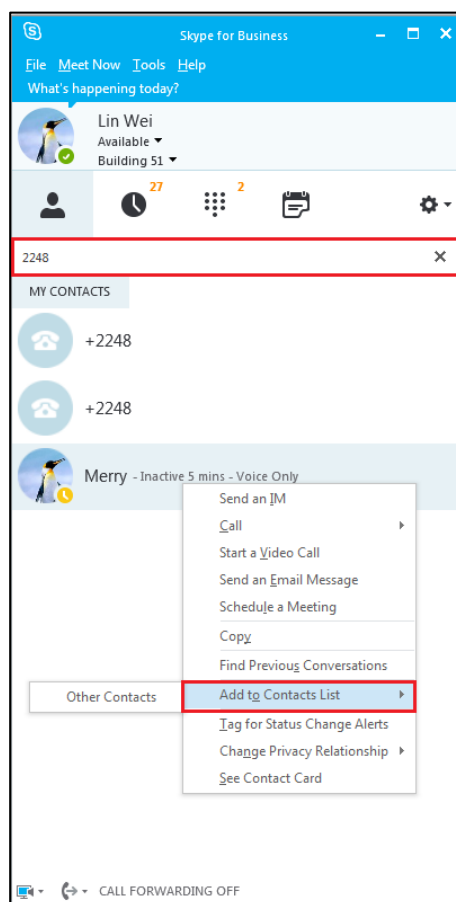 Skype for Business
File Meet Now Tools Help
What's happening today?
Lin Wei
Available
Building 51
27 2
2248
MY CONTACTS
+2248
+2248
Merry - Inactive 5 mins - Voice Only
Send an IM
Call
Start a Video Call
Send an Email Message
Schedule a Meeting
Copy
Find Previous Conversations
Other Contacts Add to Contacts List
Tag for Status Change Alerts
Change Privacy Relationship
See Contact Card
CALL FORWARDING OFF